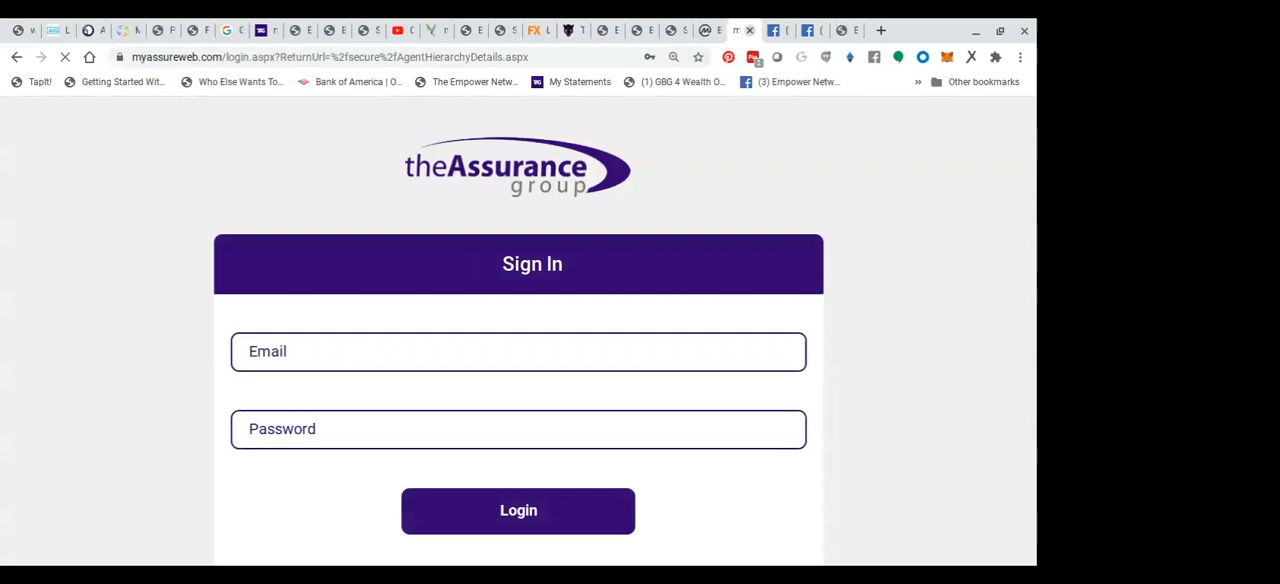 myassureweb.com/login.aspx?ReturnUrl=%2fsecure%2fAgentHierarchyDetails.aspx
TapIt! Getting Started Wit... Who Else Wants To... Bank of America | O... The Empower Netw... TAG My Statements (1) GBG 4 Wealth O... (3) Empower Netw... » Other bookmarks
theAssurance
group
Sign In
Email
Password
Login